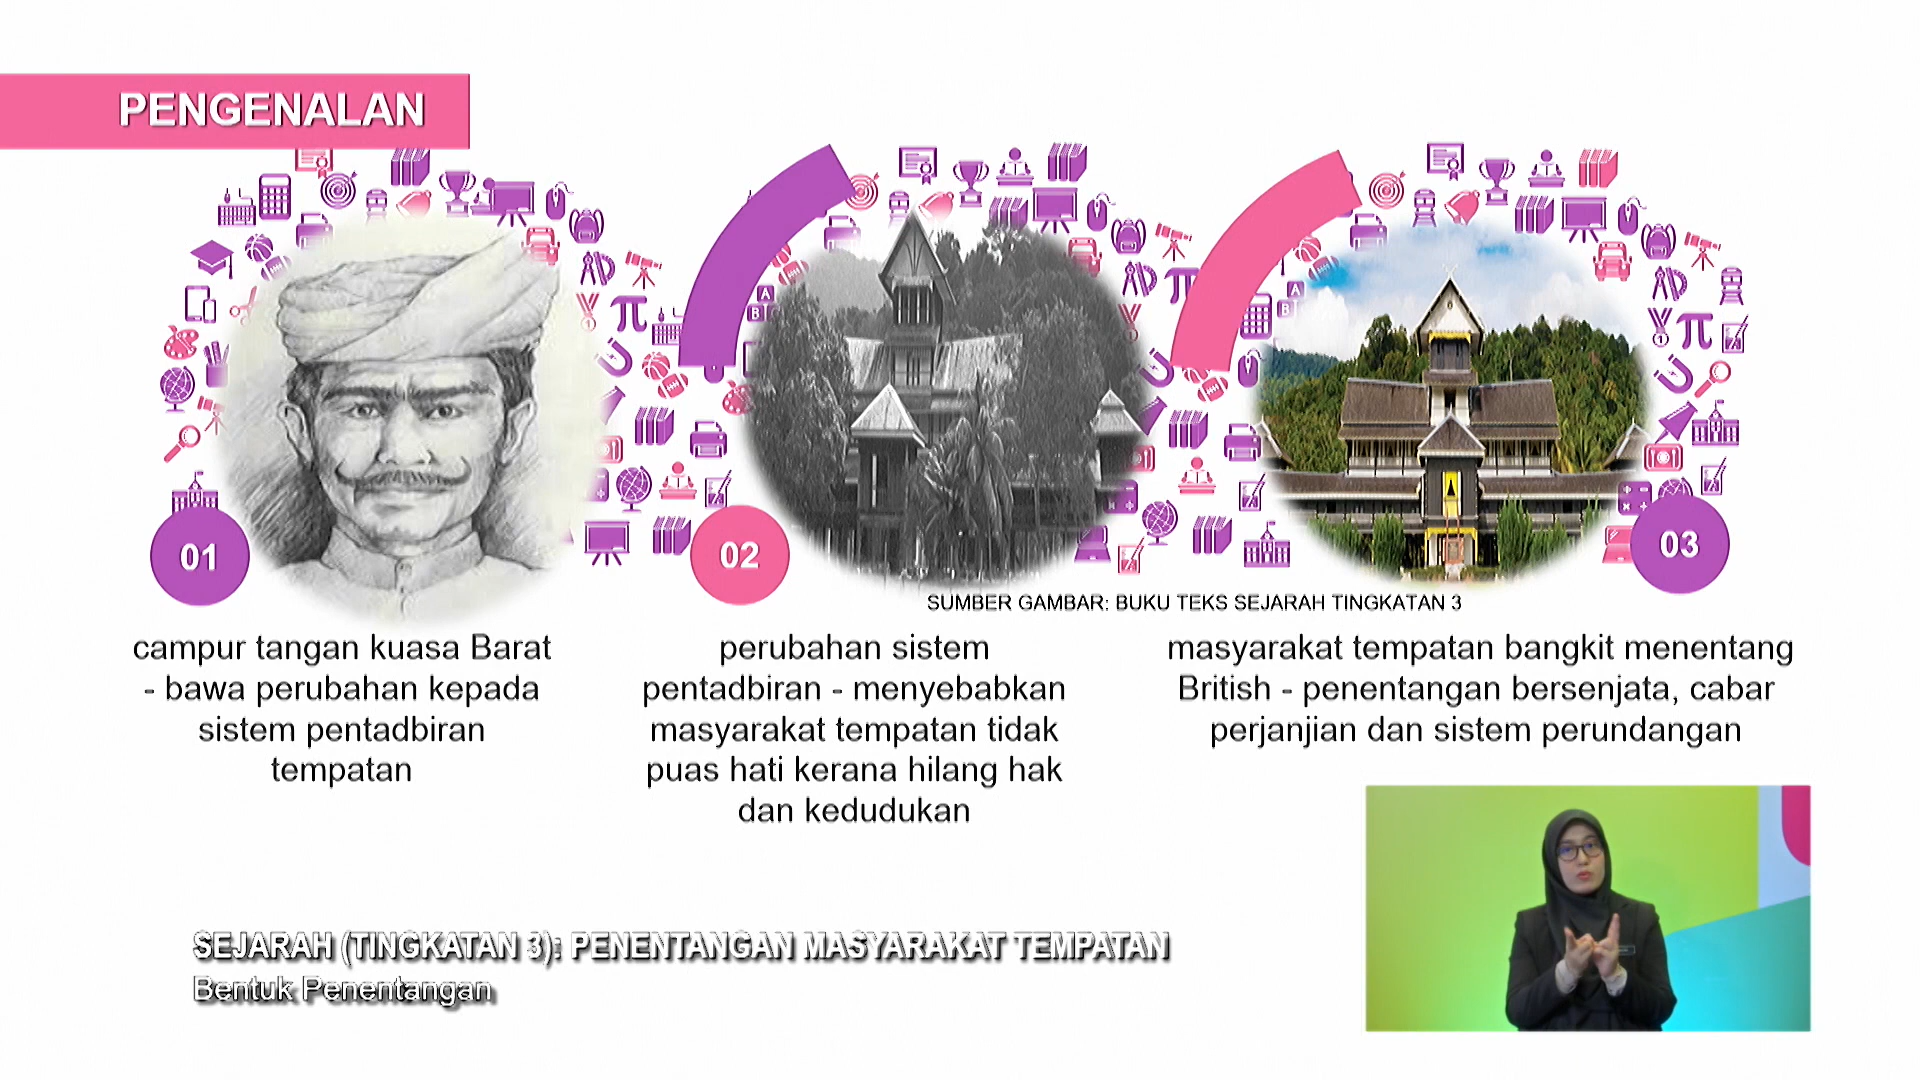 PENGENALAN
01
campur tangan kuasa Barat
- bawa perubahan kepada
sistem pentadbiran
tempatan
02
perubahan sistem
pentadbiran - menyebabkan
masyarakat tempatan tidak
puas hati kerana hilang hak
dan kedudukan
03
SUMBER GAMBAR: BUKU TEKS SEJARAH TINGKATAN 3
masyarakat tempatan bangkit menentang
British - penentangan bersenjata, cabar
perjanjian dan sistem perundangan
SEJARAH (TINGKATAN 3): PENENTANGAN MASYARAKAT TEMPATAN
Bentuk Penentangan